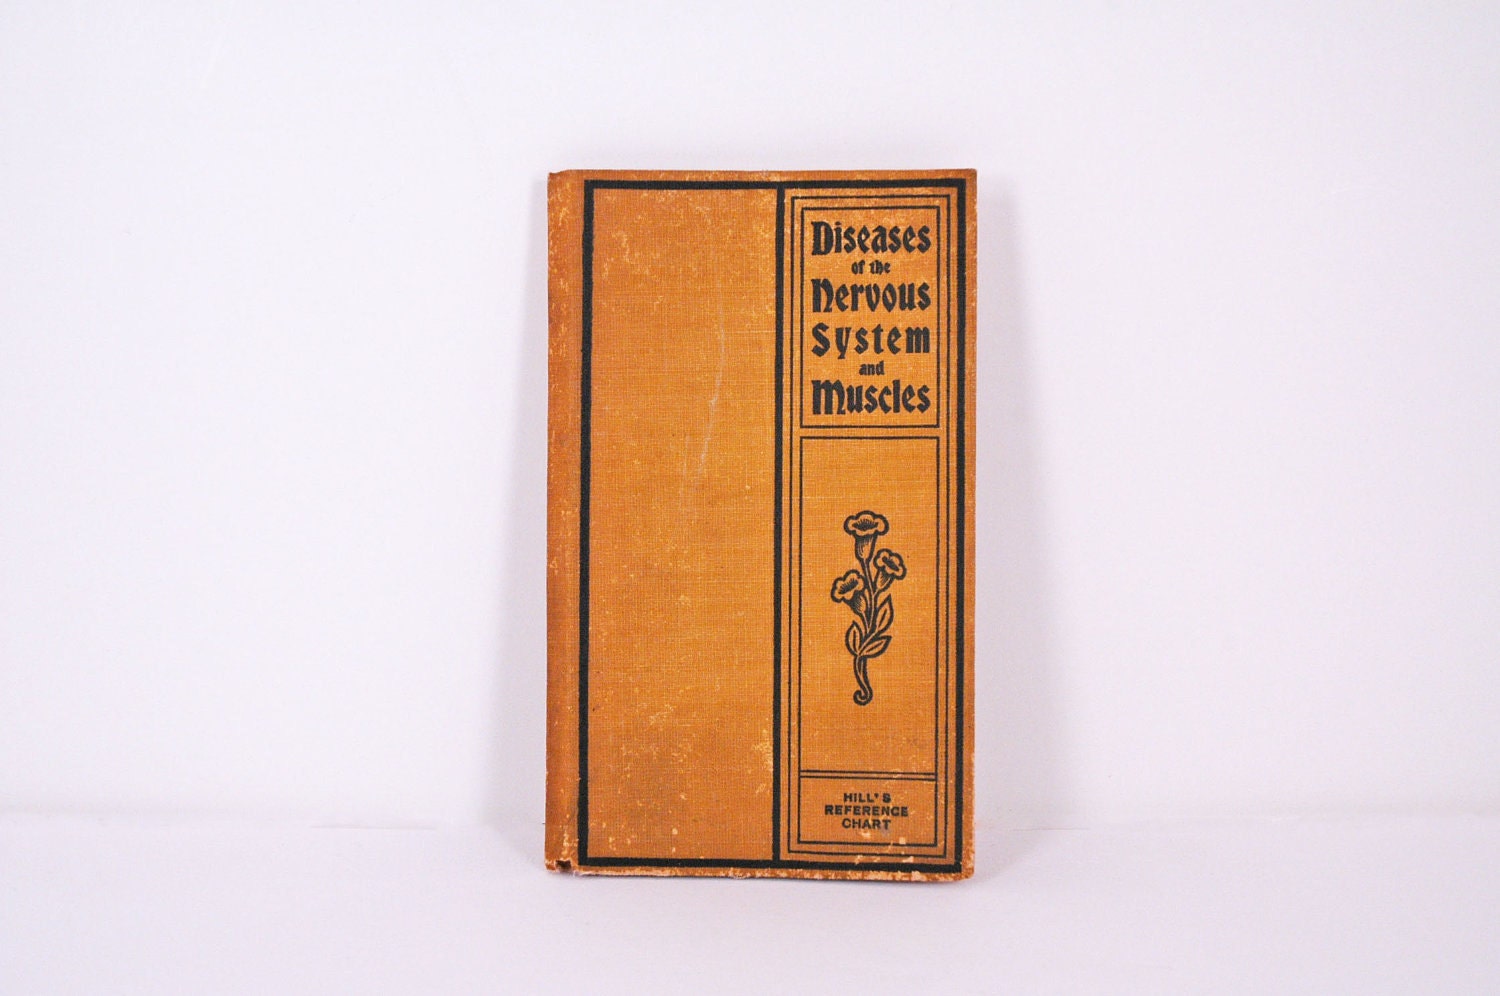 Diseases
of the
Nervous
System
and
Muscles
HILL'S
REFERENCE
CHART